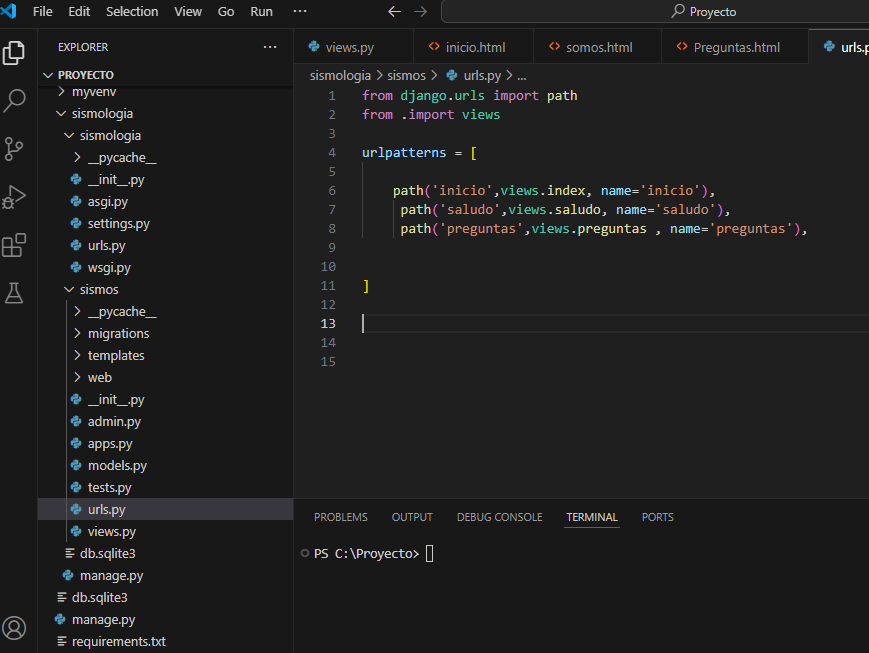 File Edit Selection View Go Run ··· ← → Proyecto
EXPLORER ···
PROYECTO
myvenv
sismologia
sismologia
__pycache__
__init__.py
asgi.py
settings.py
urls.py
wsgi.py
sismos
__pycache__
migrations
templates
web
__init__.py
admin.py
apps.py
models.py
tests.py
urls.py
views.py
db.sqlite3
manage.py
db.sqlite3
manage.py
requirements.txt
views.py inicio.html somos.html Preguntas.html urls.p
sismologia > sismos > urls.py > ...
1 from django.urls import path
2 from .import views
3
4 urlpatterns = [
5
6 path('inicio',views.index, name='inicio'),
7 path('saludo',views.saludo, name='saludo'),
8 path('preguntas',views.preguntas , name='preguntas'),
9
10
11 ]
12
13
14
15
PROBLEMS OUTPUT DEBUG CONSOLE TERMINAL PORTS
PS C:\Proyecto>